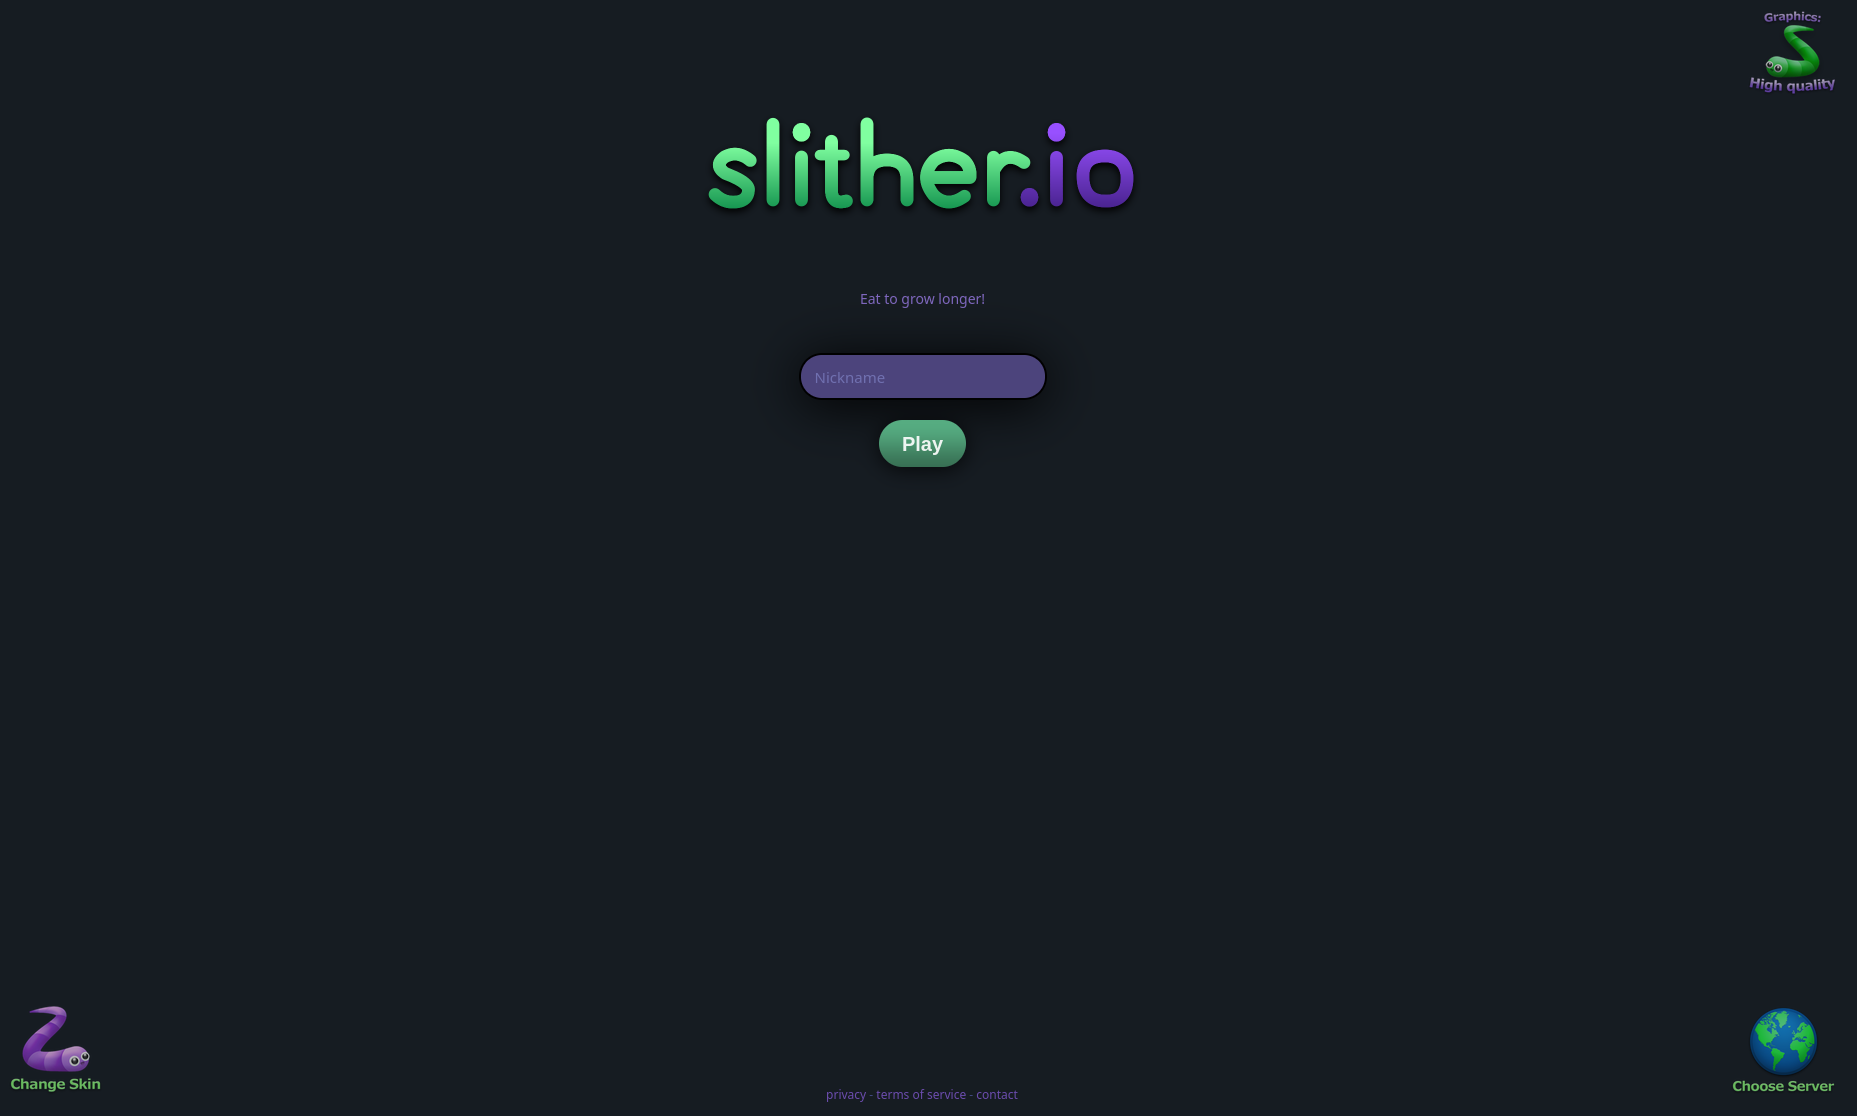 Graphics:
High quality
slither.io
Eat to grow longer!
Nickname
Play
Change Skin
Choose Server
privacy - terms of service - contact